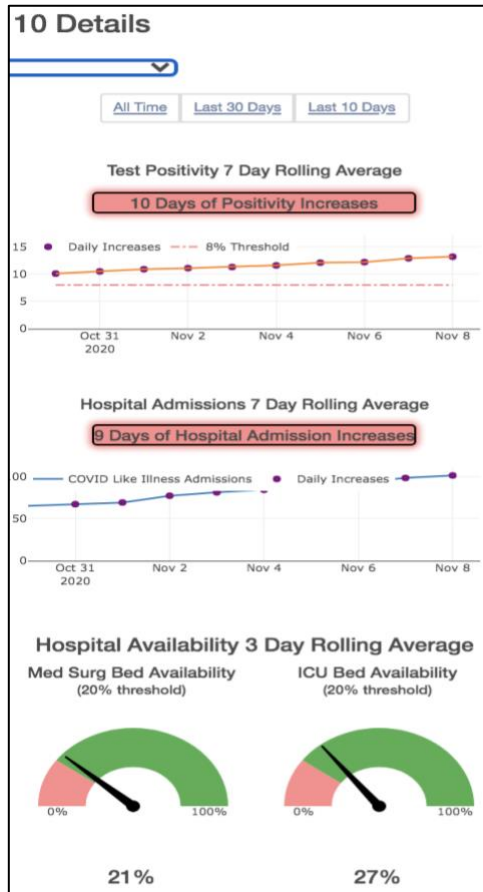 10 Details
All Time Last 30 Days Last 10 Days
Test Positivity 7 Day Rolling Average
10 Days of Positivity Increases
15
Daily Increases 8% Threshold
10
5
0
Oct 31 Nov 2 Nov 4 Nov 6 Nov 8
2020
Hospital Admissions 7 Day Rolling Average
9 Days of Hospital Admission Increases
00 COVID Like Illness Admissions Daily Increases
50
0
Oct 31 Nov 2 Nov 4 Nov 6 Nov 8
2020
Hospital Availability 3 Day Rolling Average
Med Surg Bed Availability ICU Bed Availability
(20% threshold) (20% threshold)
0% 100% 0% 100%
21% 27%